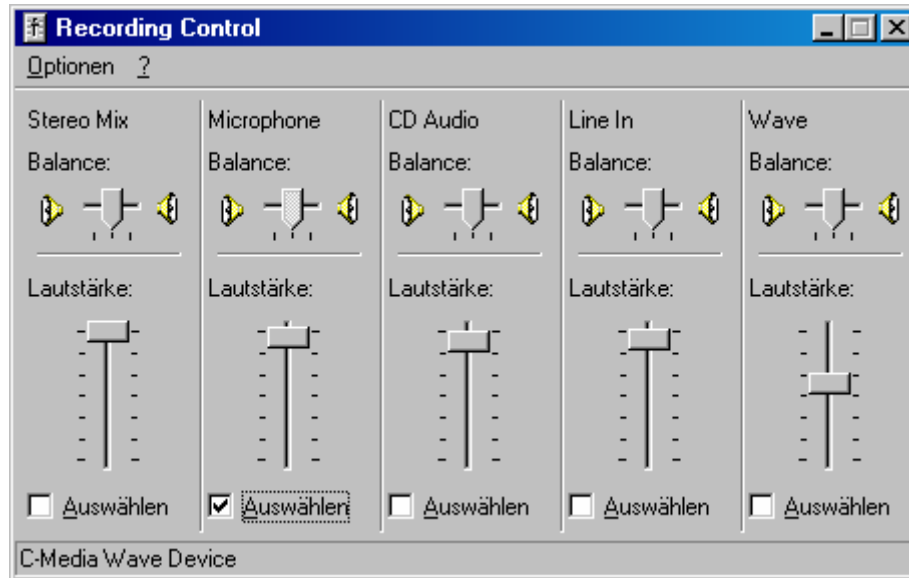 Recording Control
Optionen ?
Stereo Mix Microphone CD Audio Line In Wave
Balance: Balance: Balance: Balance: Balance:
Lautstärke: Lautstärke: Lautstärke: Lautstärke: Lautstärke:
Auswählen Auswählen Auswählen Auswählen Auswählen
C-Media Wave Device